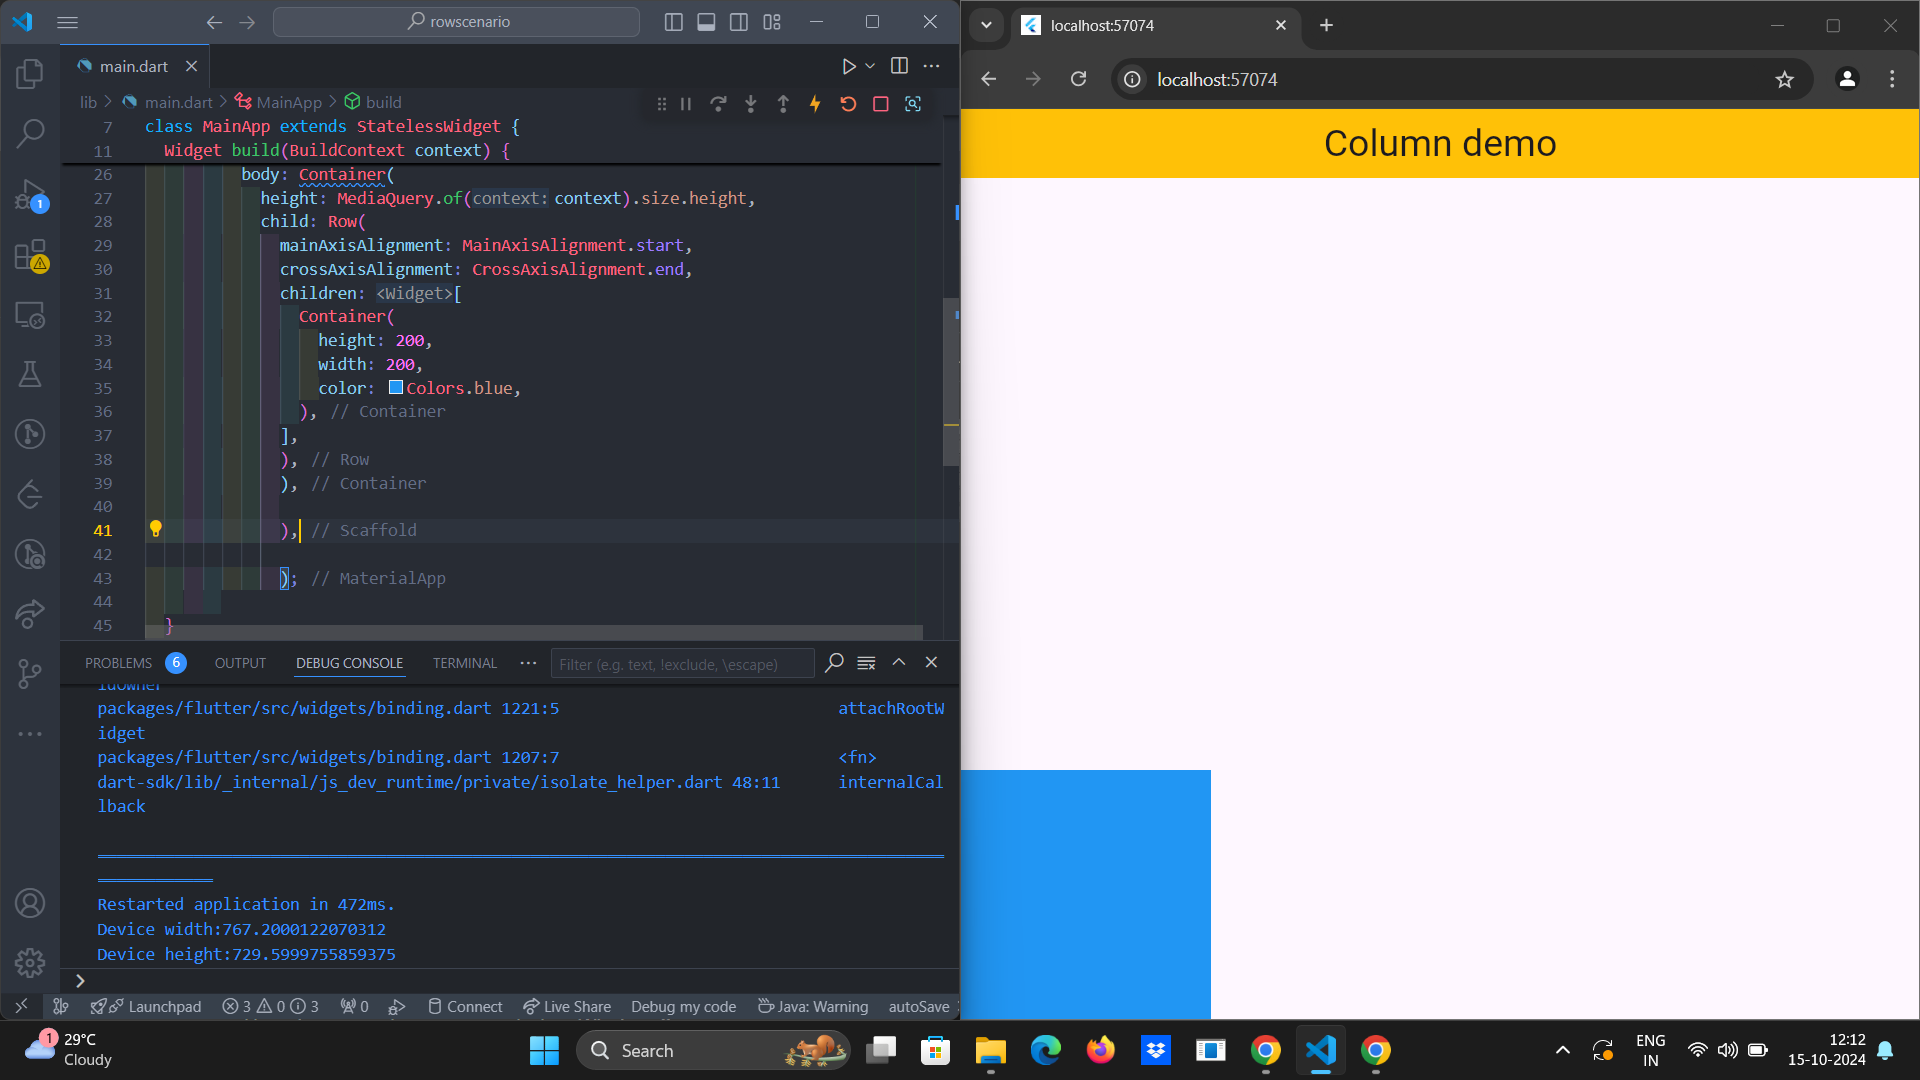 rowscenario
main.dart
lib > main.dart > MainApp > build
7 class MainApp extends StatelessWidget {
11 Widget build(BuildContext context) {
26 body: Container(
27 height: MediaQuery.of(context: context).size.height,
28 child: Row(
29 mainAxisAlignment: MainAxisAlignment.start,
30 crossAxisAlignment: CrossAxisAlignment.end,
31 children: <Widget>[
32 Container(
33 height: 200,
34 width: 200,
35 color: Colors.blue,
36 ), // Container
37 ],
38 ), // Row
39 ), // Container
40
41 ), // Scaffold
42
43 ); // MaterialApp
44
45 }
1
PROBLEMS 6 OUTPUT DEBUG CONSOLE TERMINAL Filter (e.g. text, !exclude, \escape)
packages/flutter/src/widgets/binding.dart 1221:5 attachRootW
idget
packages/flutter/src/widgets/binding.dart 1207:7 <fn>
dart-sdk/lib/_internal/js_dev_runtime/private/isolate_helper.dart 48:11 internalCal
lback
Restarted application in 472ms.
Device width:767.2000122070312
Device height:729.5999755859375
Launchpad 3 0 3 0 Connect Live Share Debug my code Java: Warning autoSave
localhost:57074
localhost:57074
Column demo
1
29°C
Cloudy
Search
ENG
IN
12:12
15-10-2024